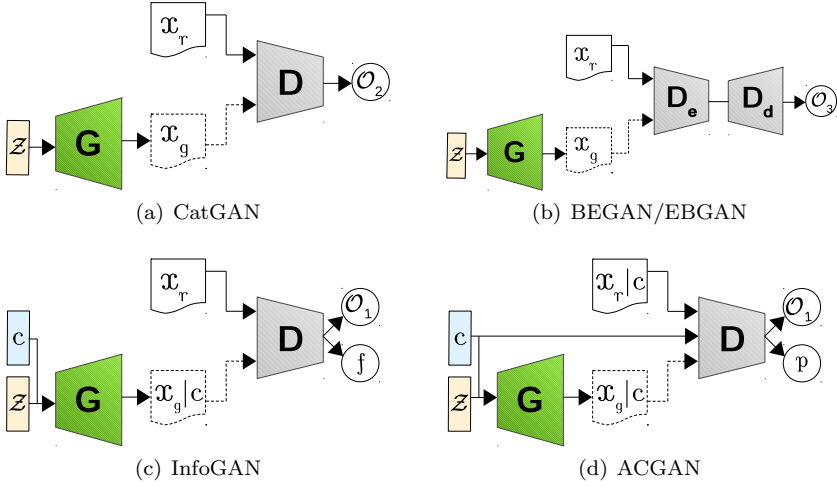 x_r
D
O_2
G
z
x_g
(a) CatGAN
x_r
D_e
D_d
O_3
G
z
x_g
(b) BEGAN/EBGAN
x_r
c
O_1
D
f
z
G
x_g|c
(c) InfoGAN
x_r|c
c
O_1
D
p
z
G
x_g|c
(d) ACGAN